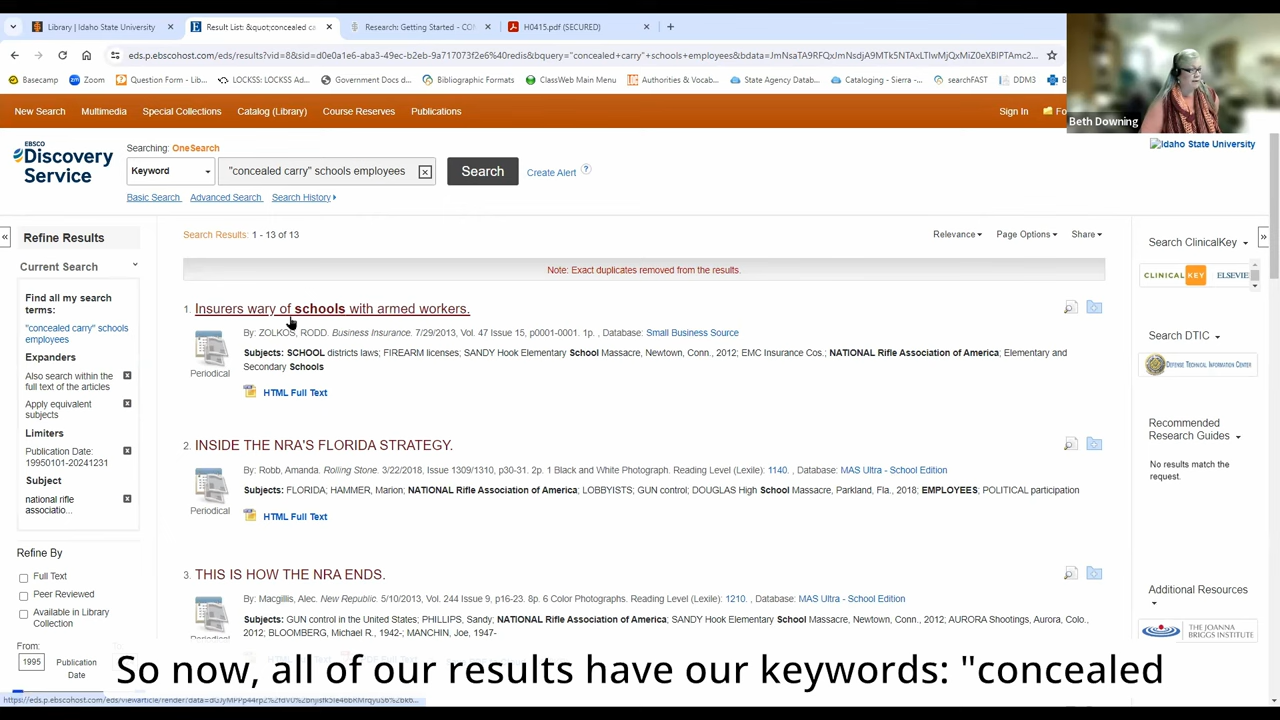 Library | Idaho State University
Result List: &quot;concealed ca
Research: Getting Started - CO
H0415.pdf (SECURED)
eds.p.ebscohost.com/eds/results?vid=8&sid=d0e0a1e6-aba3-49ec-b2eb-9a717073f2e6%40redis&bquery="concealed+carry"+schools+employees&bdata=JmNsaTA9RFQxJmNsdjA9MTk5NTAxLTIwMjQxMiZ0eXBlPTAmc2...
Basecamp
Zoom
Question Form - Lib...
LOCKSS: LOCKSS Ad...
Government Docs d...
Bibliographic Formats
ClassWeb Main Menu
Authorities & Vocab...
State Agency Datab...
Cataloging - Sierra -...
searchFAST
DDM3
Beth Downing
New Search
Multimedia
Special Collections
Catalog (Library)
Course Reserves
Publications
Sign In
Fo
EBSCO
Discovery
Service
Searching: OneSearch
Keyword
"concealed carry" schools employees
Search
Create Alert
?
Basic Search
Advanced Search
Search History
Idaho State University
«
Refine Results
Current Search
Find all my search
terms:
"concealed carry" schools
employees
Expanders
Also search within the
full text of the articles
Apply equivalent
subjects
Limiters
Publication Date:
19950101-20241231
Subject
national rifle
associatio...
Refine By
Full Text
Peer Reviewed
Available in Library
Collection
From:
1995
Publication
Date
Search Results: 1 - 13 of 13
Relevance
Page Options
Share
Note: Exact duplicates removed from the results.
1. Insurers wary of schools with armed workers.
By: ZOLKOS, RODD. Business Insurance. 7/29/2013, Vol. 47 Issue 15, p0001-0001. 1p. , Database: Small Business Source
Periodical
Subjects: SCHOOL districts laws; FIREARM licenses; SANDY Hook Elementary School Massacre, Newtown, Conn., 2012; EMC Insurance Cos.; NATIONAL Rifle Association of America; Elementary and
Secondary Schools
HTML Full Text
2. INSIDE THE NRA'S FLORIDA STRATEGY.
By: Robb, Amanda. Rolling Stone. 3/22/2018, Issue 1309/1310, p30-31. 2p. 1 Black and White Photograph. Reading Level (Lexile): 1140. , Database: MAS Ultra - School Edition
Periodical
Subjects: FLORIDA; HAMMER, Marion; NATIONAL Rifle Association of America; LOBBYISTS; GUN control; DOUGLAS High School Massacre, Parkland, Fla., 2018; EMPLOYEES; POLITICAL participation
HTML Full Text
3. THIS IS HOW THE NRA ENDS.
By: Macgillis, Alec. New Republic. 5/10/2013, Vol. 244 Issue 9, p16-23. 8p. 6 Color Photographs. Reading Level (Lexile): 1210. , Database: MAS Ultra - School Edition
Periodical
Subjects: GUN control in the United States; PHILLIPS, Sandy; NATIONAL Rifle Association of America; SANDY Hook Elementary School Massacre, Newtown, Conn., 2012; AURORA Shootings, Aurora, Colo.,
2012; BLOOMBERG, Michael R., 1942-; MANCHIN, Joe, 1947-
»
Search ClinicalKey
CLINICAL KEY
ELSEVIE
Search DTIC
DEFENSE TECHNICAL INFORMATION CENTER
Recommended
Research Guides
No results match the
request.
Additional Resources
THE JOANNA
BRIGGS INSTITUTE
So now, all of our results have our keywords: "concealed